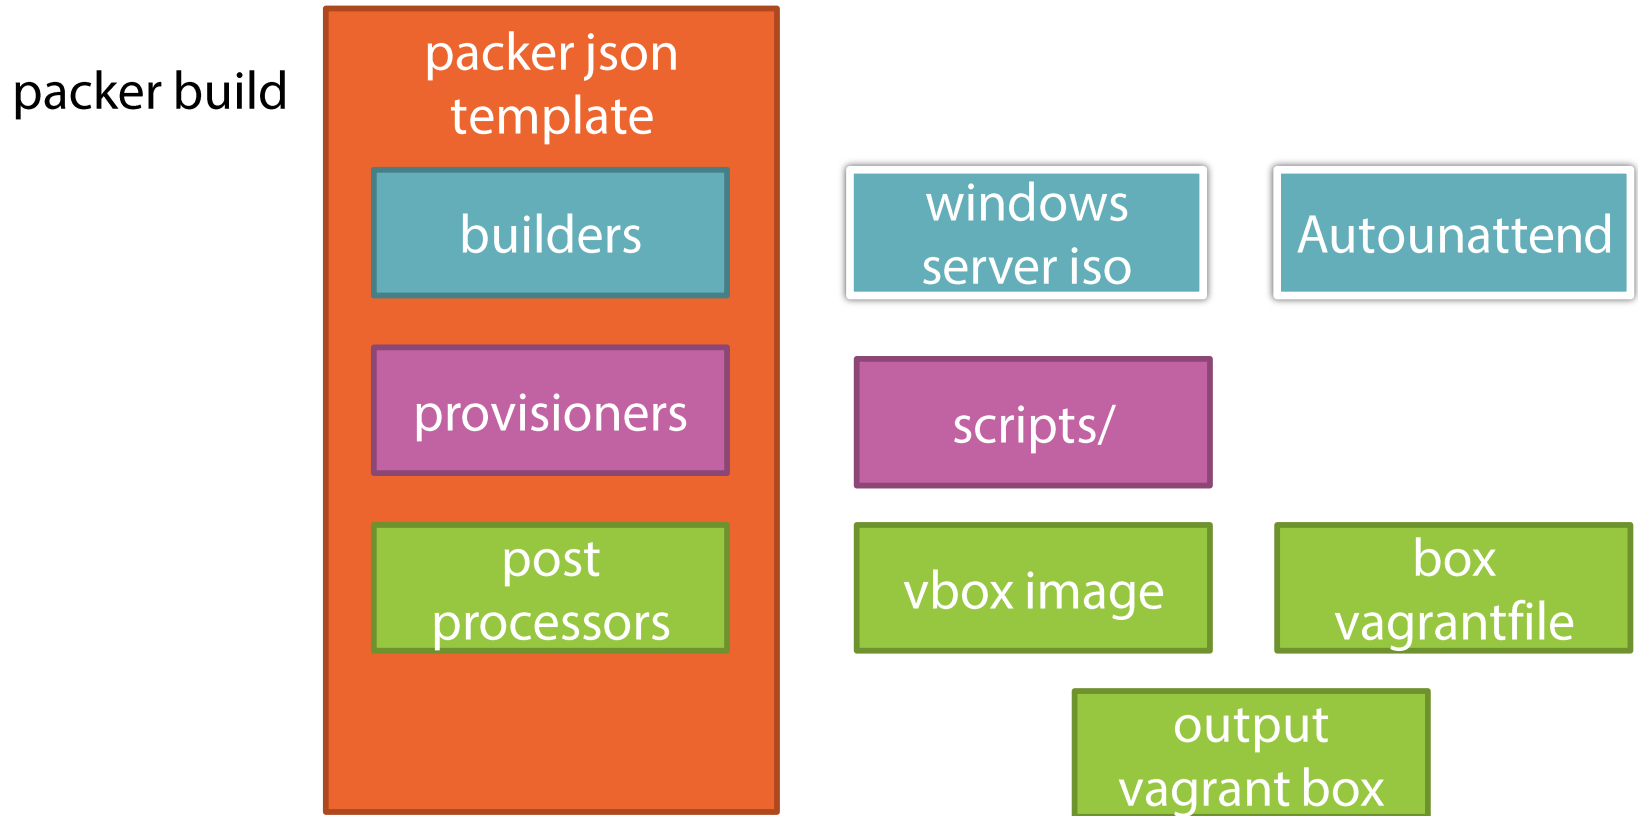 packer build
packer json
template
builders
windows
server iso
Autounattend
provisioners
scripts/
post
processors
vbox image
box
vagrantfile
output
vagrant box